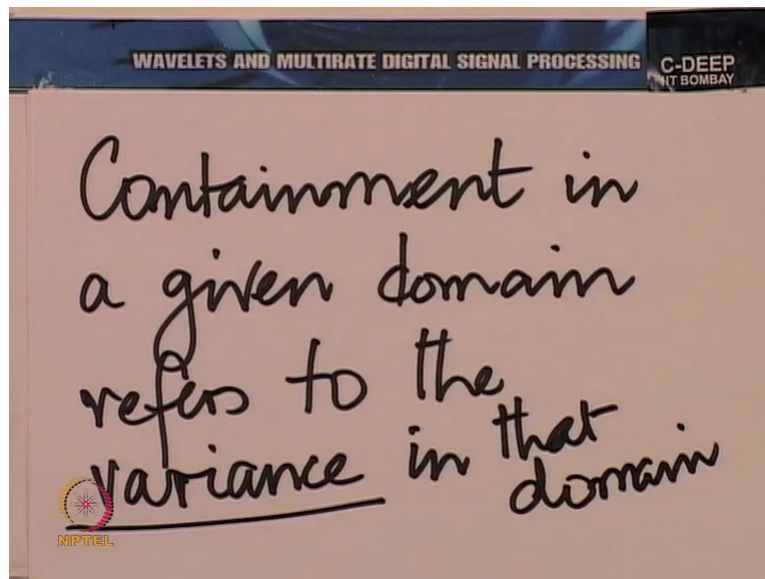 WAVELETS AND MULTIRATE DIGITAL SIGNAL PROCESSING
C-DEEP
IIT BOMBAY
Containment in
a given domain
refers to the
variance in that
domain
NPTEL